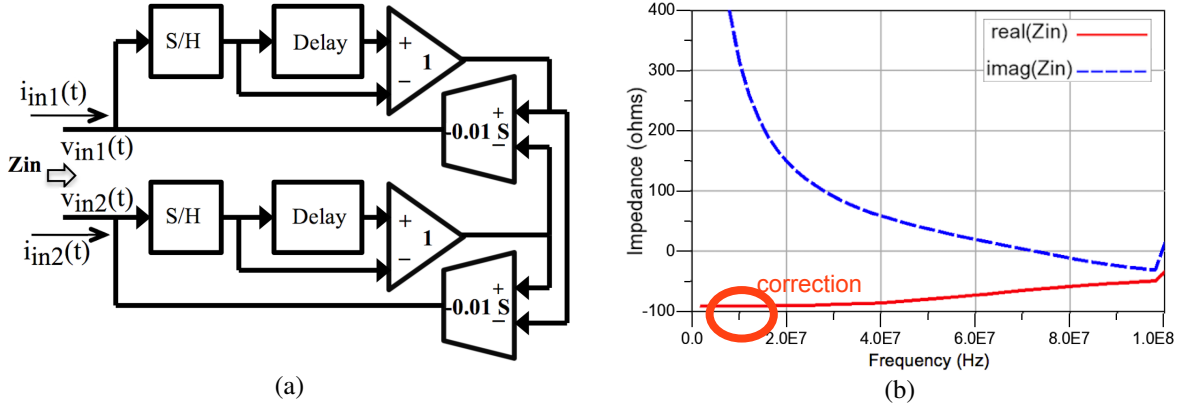 S/H
Delay
+
−
1
iin1(t)
+
-0.01 S
−
vin1(t)
Zin
vin2(t)
S/H
Delay
+
−
1
iin2(t)
+
-0.01 S
−
(a)
400
300
200
100
0
-100
Impedance (ohms)
real(Zin)
imag(Zin)
correction
0.0 2.0E7 4.0E7 6.0E7 8.0E7 1.0E8
Frequency (Hz)
(b)